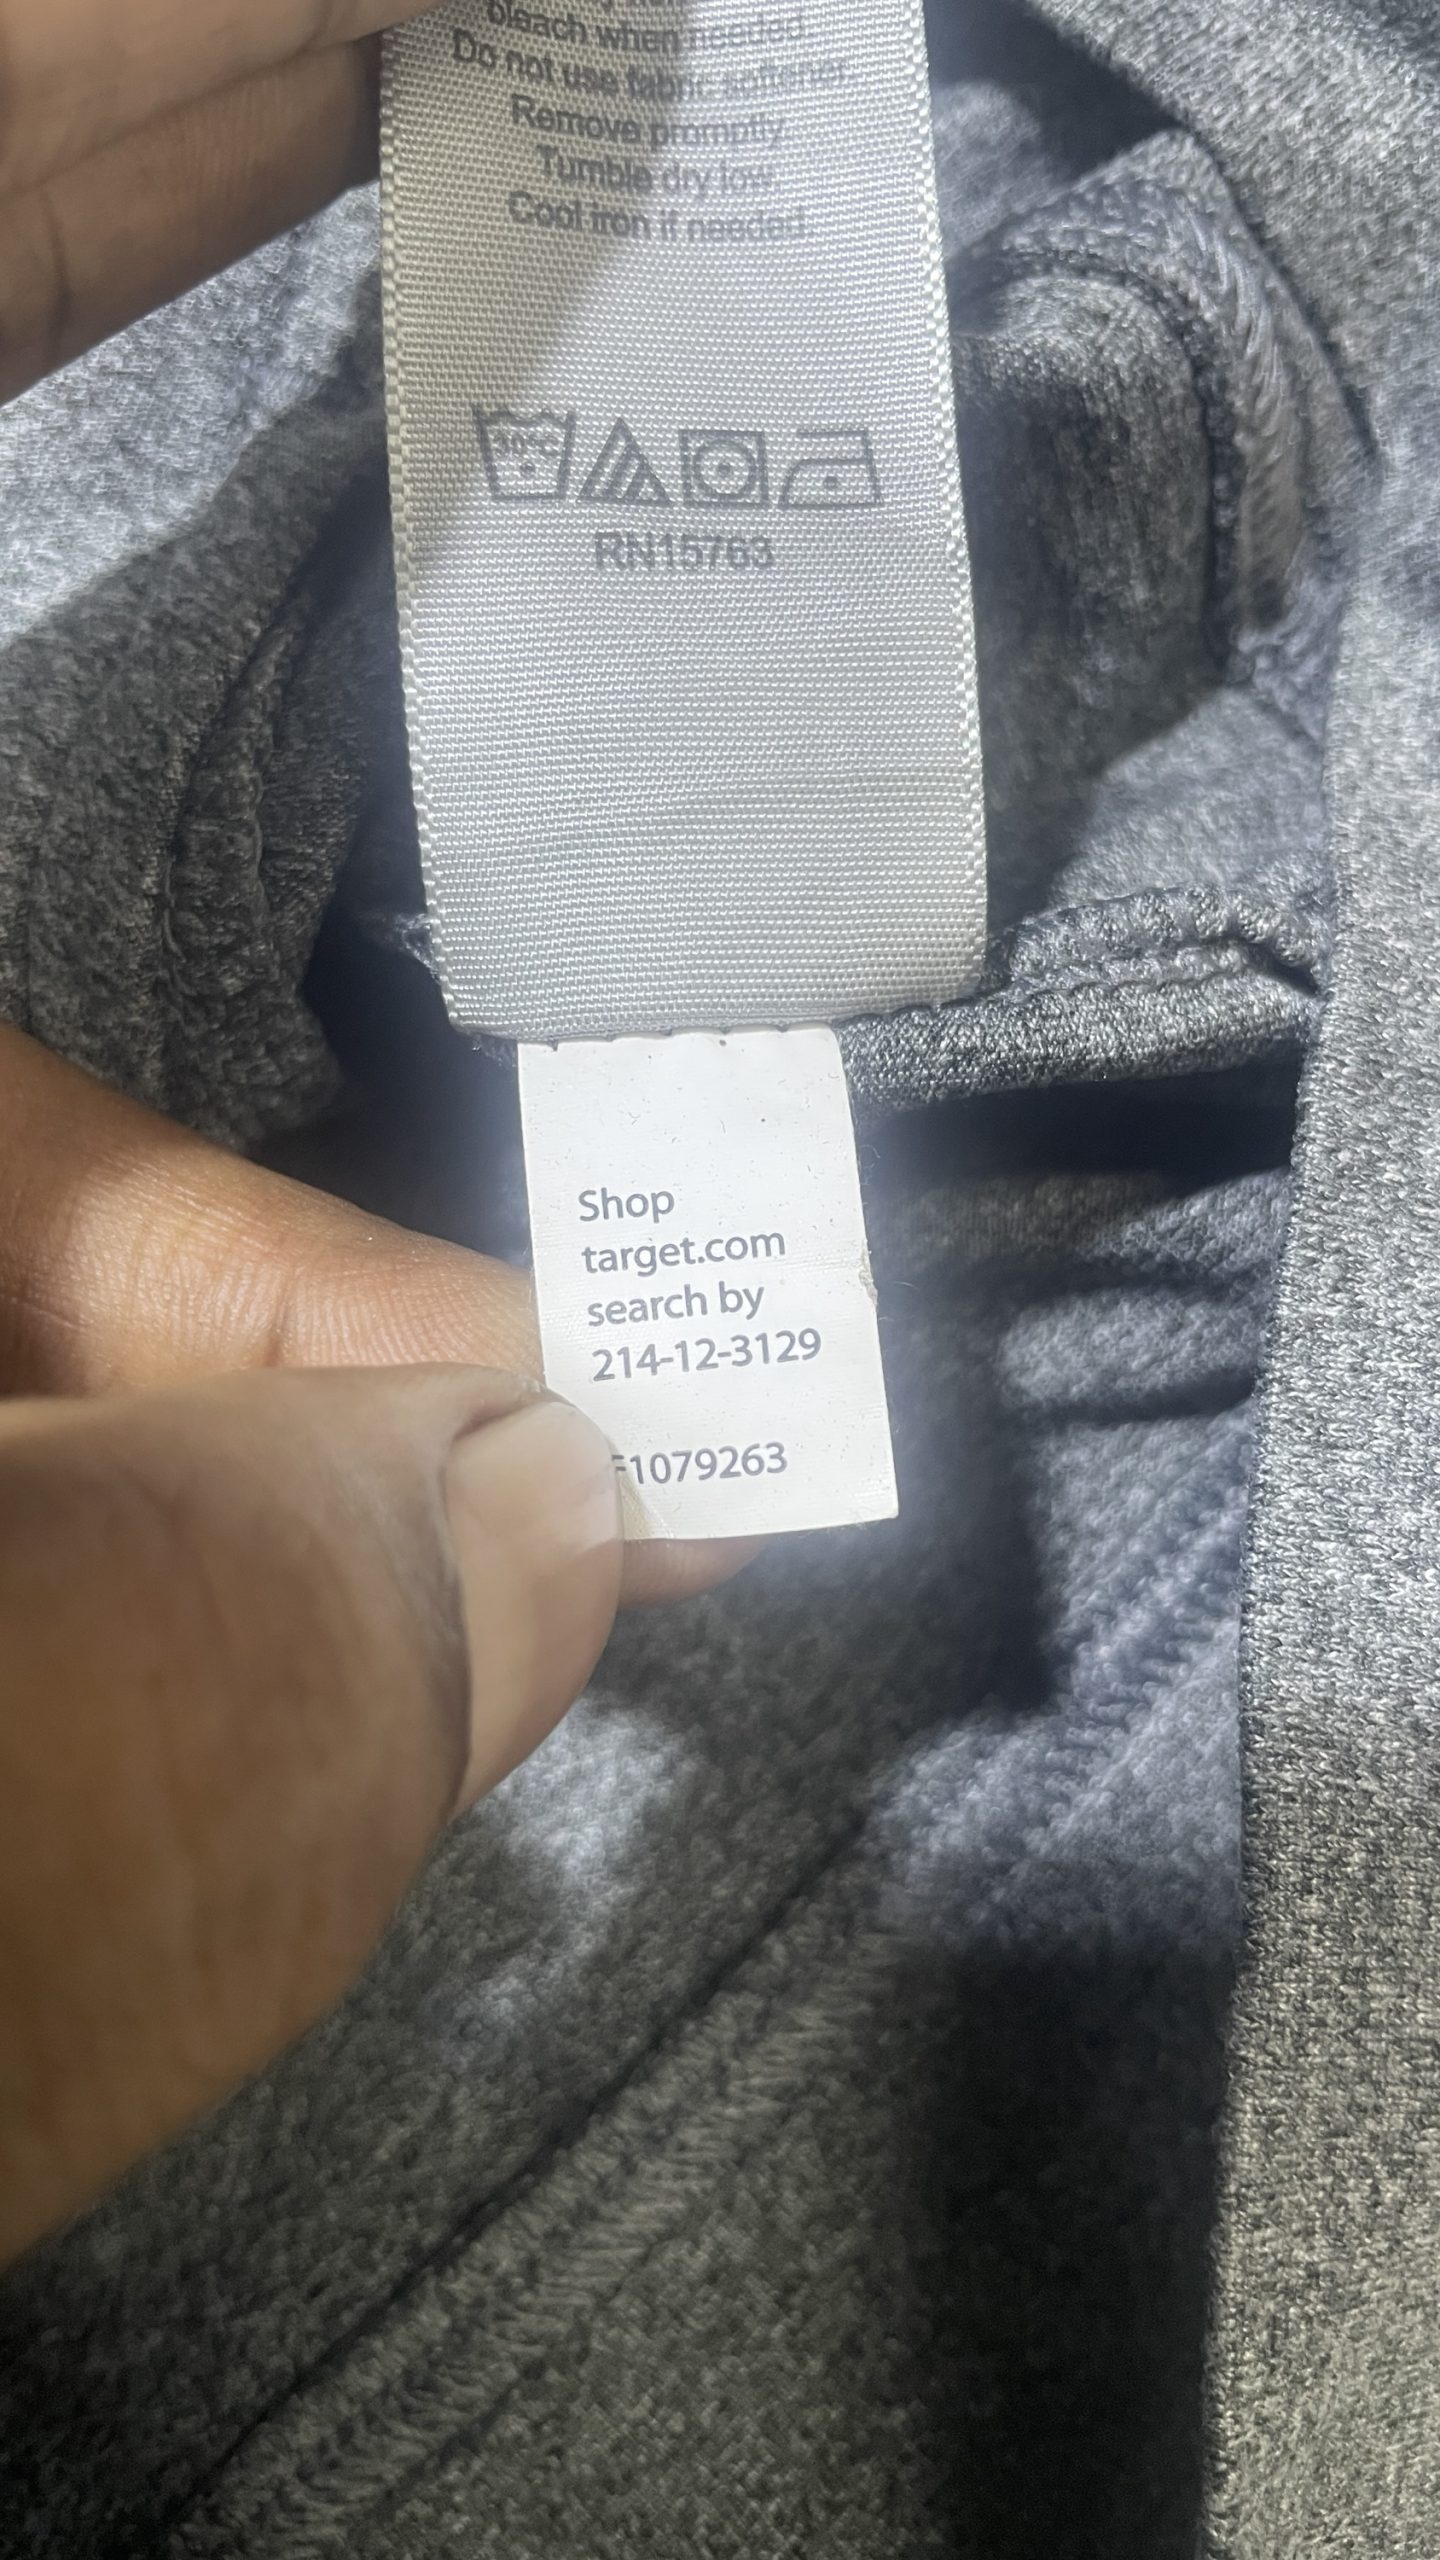 bleach when needed.
Do not use fabric softener.
Remove promptly.
Tumble dry low.
Cool iron if needed.
30°C
RN15763
Shop
target.com
search by
214-12-3129
F1079263